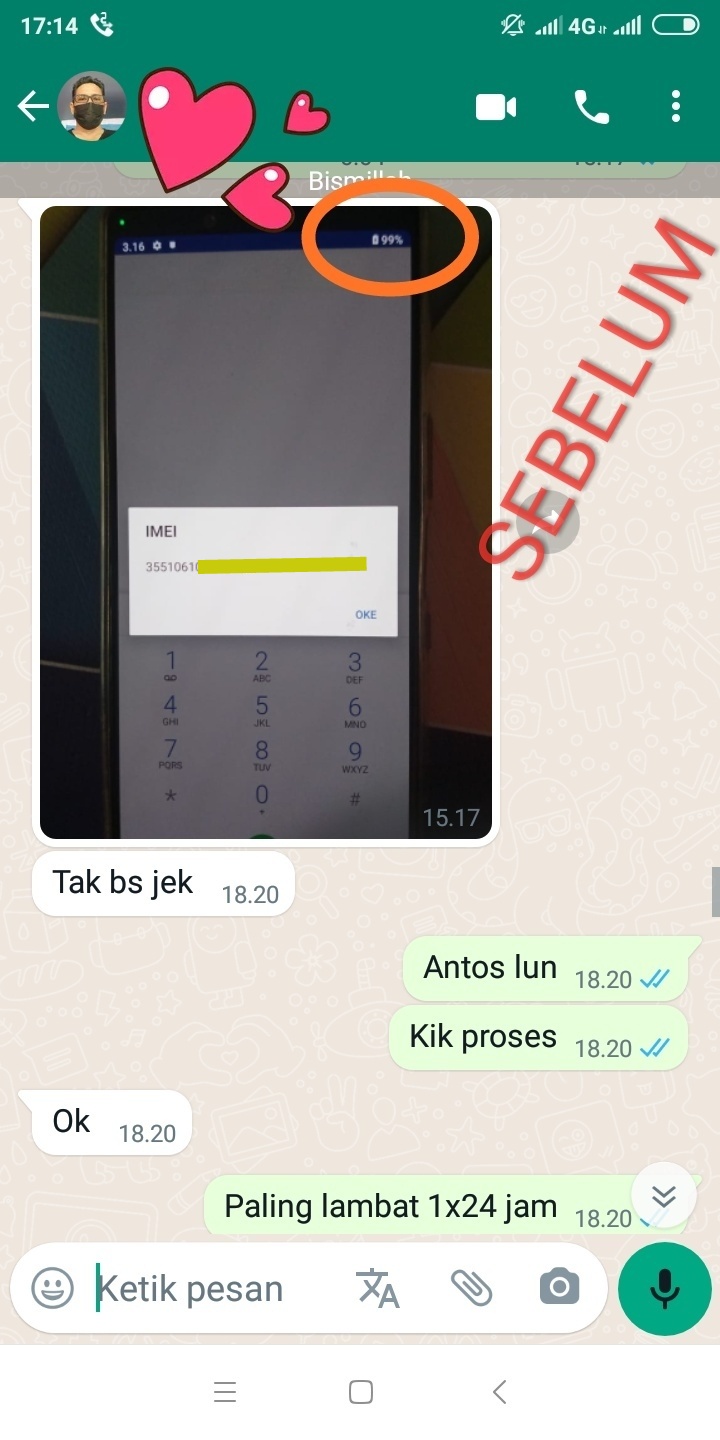 17:14
4G
Bismillah
3.16
99%
SEBELUM
IMEI
35510610
OKE
1
2
ABC
3
DEF
4
GHI
5
JKL
6
MNO
7
PQRS
8
TUV
9
WXYZ
*
0
+
#
15.17
Tak bs jek 18.20
Antos lun 18.20
Kik proses 18.20
Ok 18.20
Paling lambat 1x24 jam 18.20
Ketik pesan